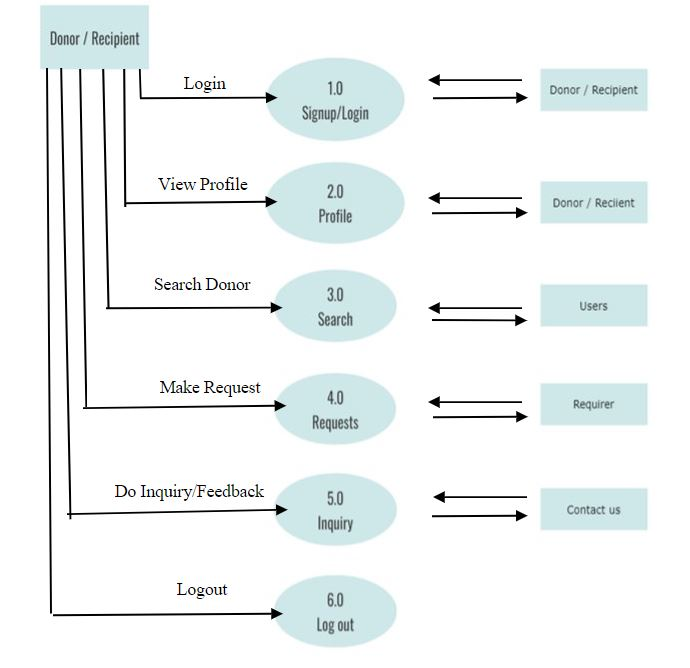 Donor / Recipient
Login
1.0
Signup/Login
Donor / Recipient
View Profile
2.0
Profile
Donor / Reciient
Search Donor
3.0
Search
Users
Make Request
4.0
Requests
Requirer
Do Inquiry/Feedback
5.0
Inquiry
Contact us
Logout
6.0
Log out